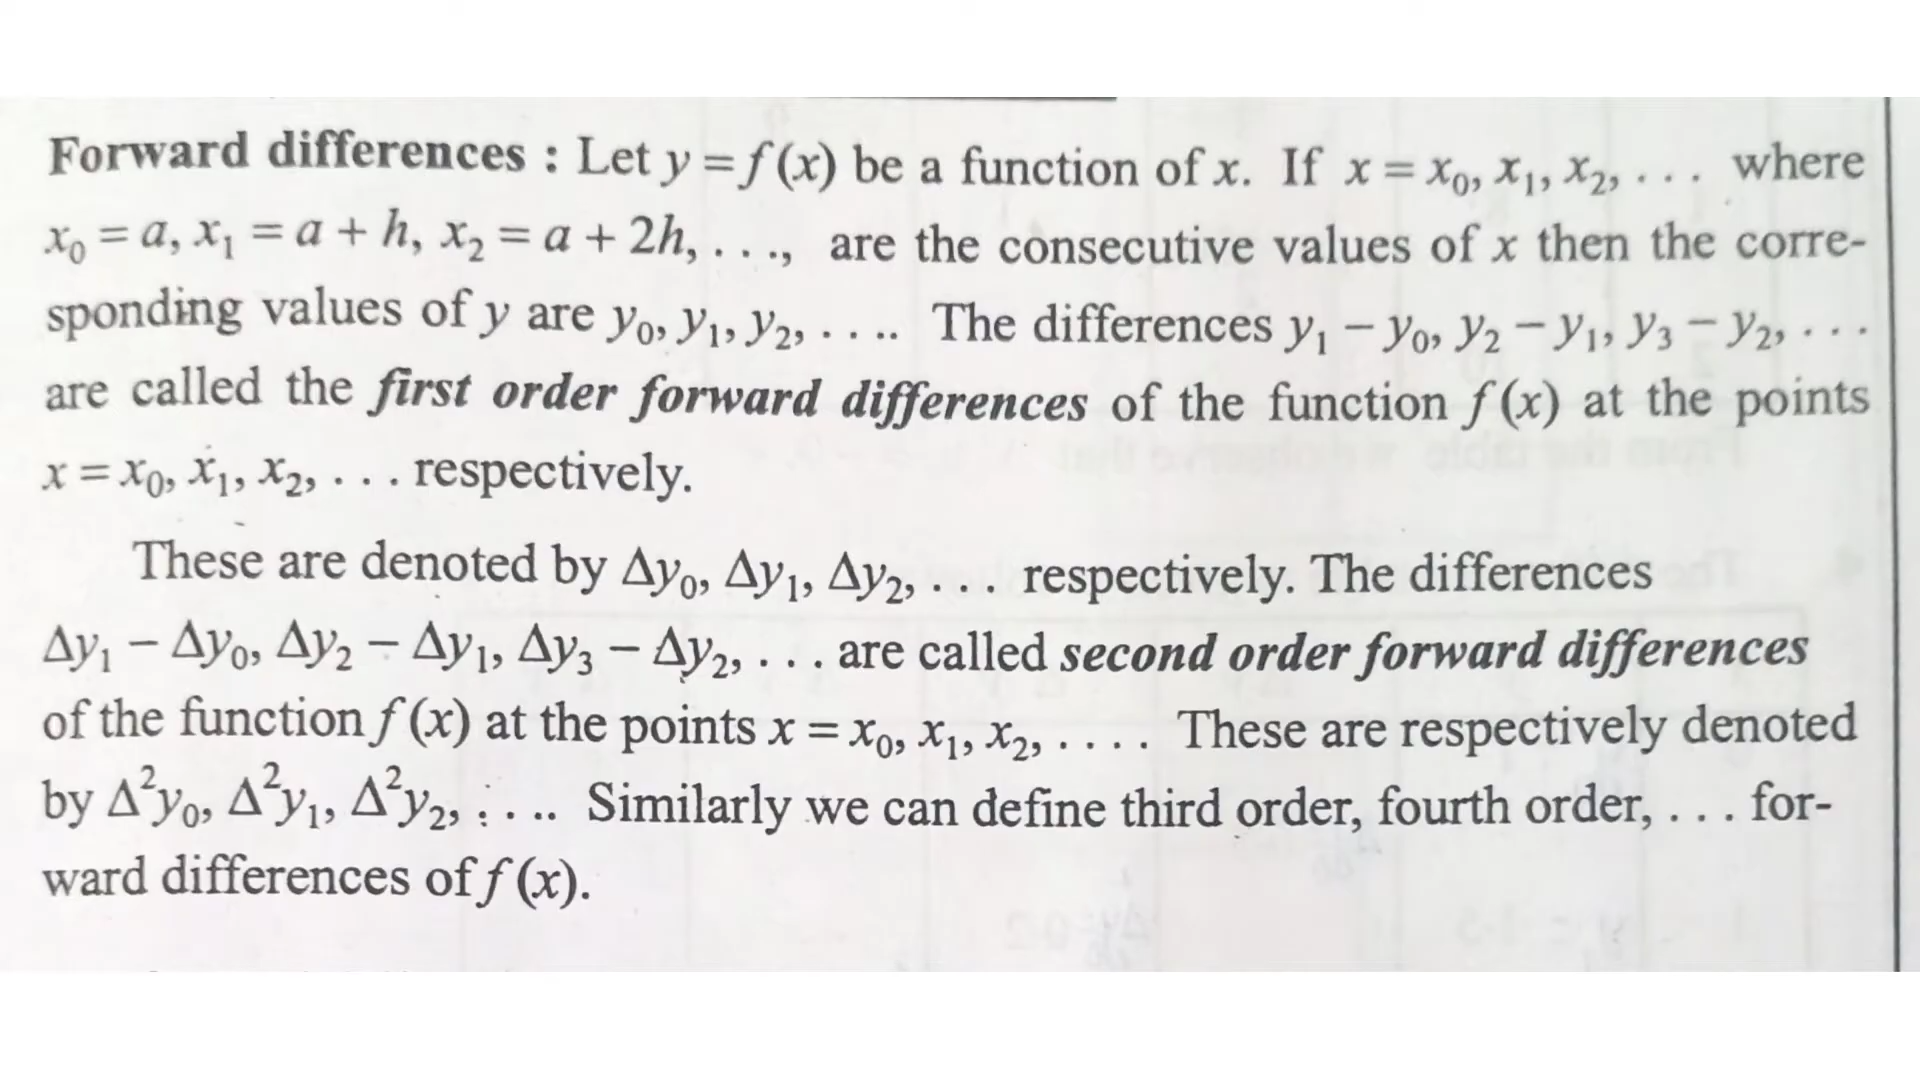 Forward differences : Let y = f (x) be a function of x. If x = x₀, x₁, x₂, . . . where
x₀ = a, x₁ = a + h, x₂ = a + 2h, . . ., are the consecutive values of x then the corre-
sponding values of y are y₀, y₁, y₂, . . .. The differences y₁ − y₀, y₂ − y₁, y₃ − y₂, . . .
are called the first order forward differences of the function f (x) at the points
x = x₀, x₁, x₂, . . . respectively.
These are denoted by Δy₀, Δy₁, Δy₂, . . . respectively. The differences
Δy₁ − Δy₀, Δy₂ − Δy₁, Δy₃ − Δy₂, . . . are called second order forward differences
of the function f (x) at the points x = x₀, x₁, x₂, . . . . These are respectively denoted
by Δ²y₀, Δ²y₁, Δ²y₂, . . .. Similarly we can define third order, fourth order, . . . for-
ward differences of f (x).